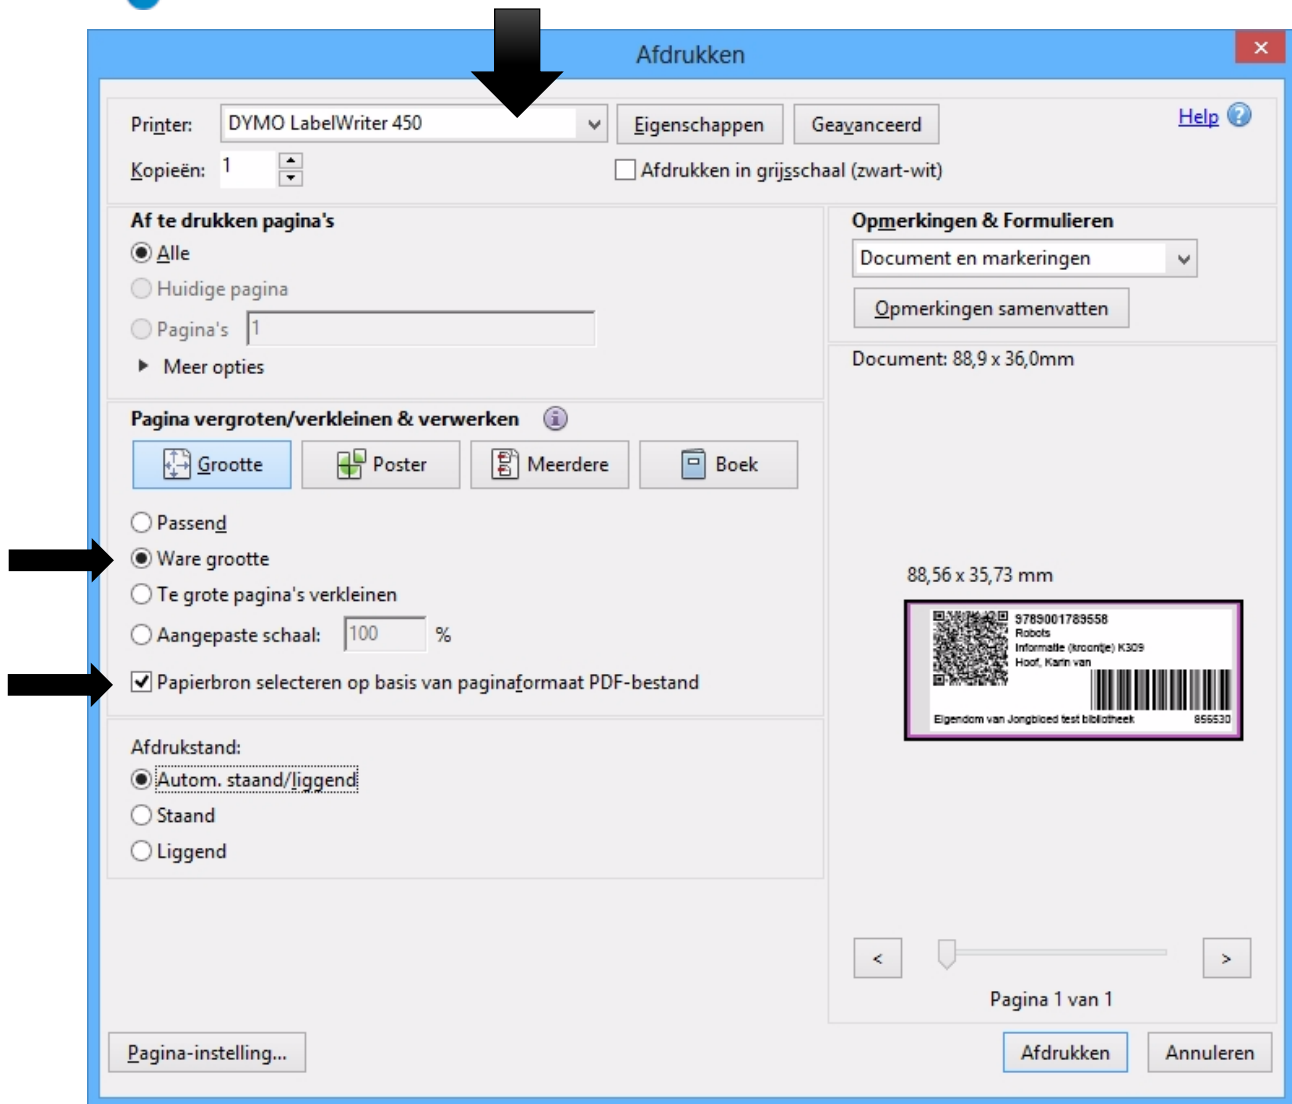 Afdrukken
Printer: DYMO LabelWriter 450 Eigenschappen Geavanceerd Help
Kopieën: 1 Afdrukken in grijsschaal (zwart-wit)
Af te drukken pagina's
Alle
Huidige pagina
Pagina's 1
Meer opties
Opmerkingen & Formulieren
Document en markeringen
Opmerkingen samenvatten
Document: 88,9 x 36,0mm
Pagina vergroten/verkleinen & verwerken
Grootte Poster Meerdere Boek
Passend
Ware grootte
Te grote pagina's verkleinen
Aangepaste schaal: 100 %
Papierbron selecteren op basis van paginaformaat PDF-bestand
Afdrukstand:
Autom. staand/liggend
Staand
Liggend
88,56 x 35,73 mm
9789001789558
Robots
Informatie (kroontje) K309
Hoof, Karin van
Eigendom van Jongbloed test bibliotheek 856530
< >
Pagina 1 van 1
Pagina-instelling... Afdrukken Annuleren